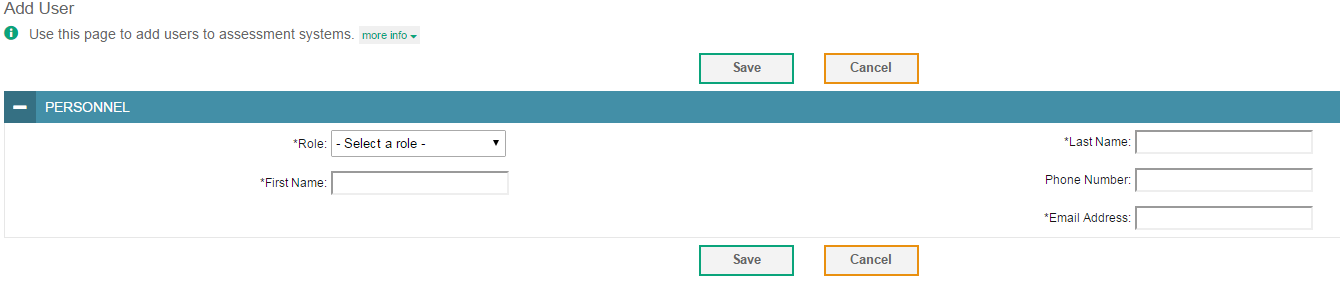 Add User
Use this page to add users to assessment systems. more info
Save Cancel
PERSONNEL
*Role: - Select a role - *Last Name:
*First Name: Phone Number:
*Email Address:
Save Cancel